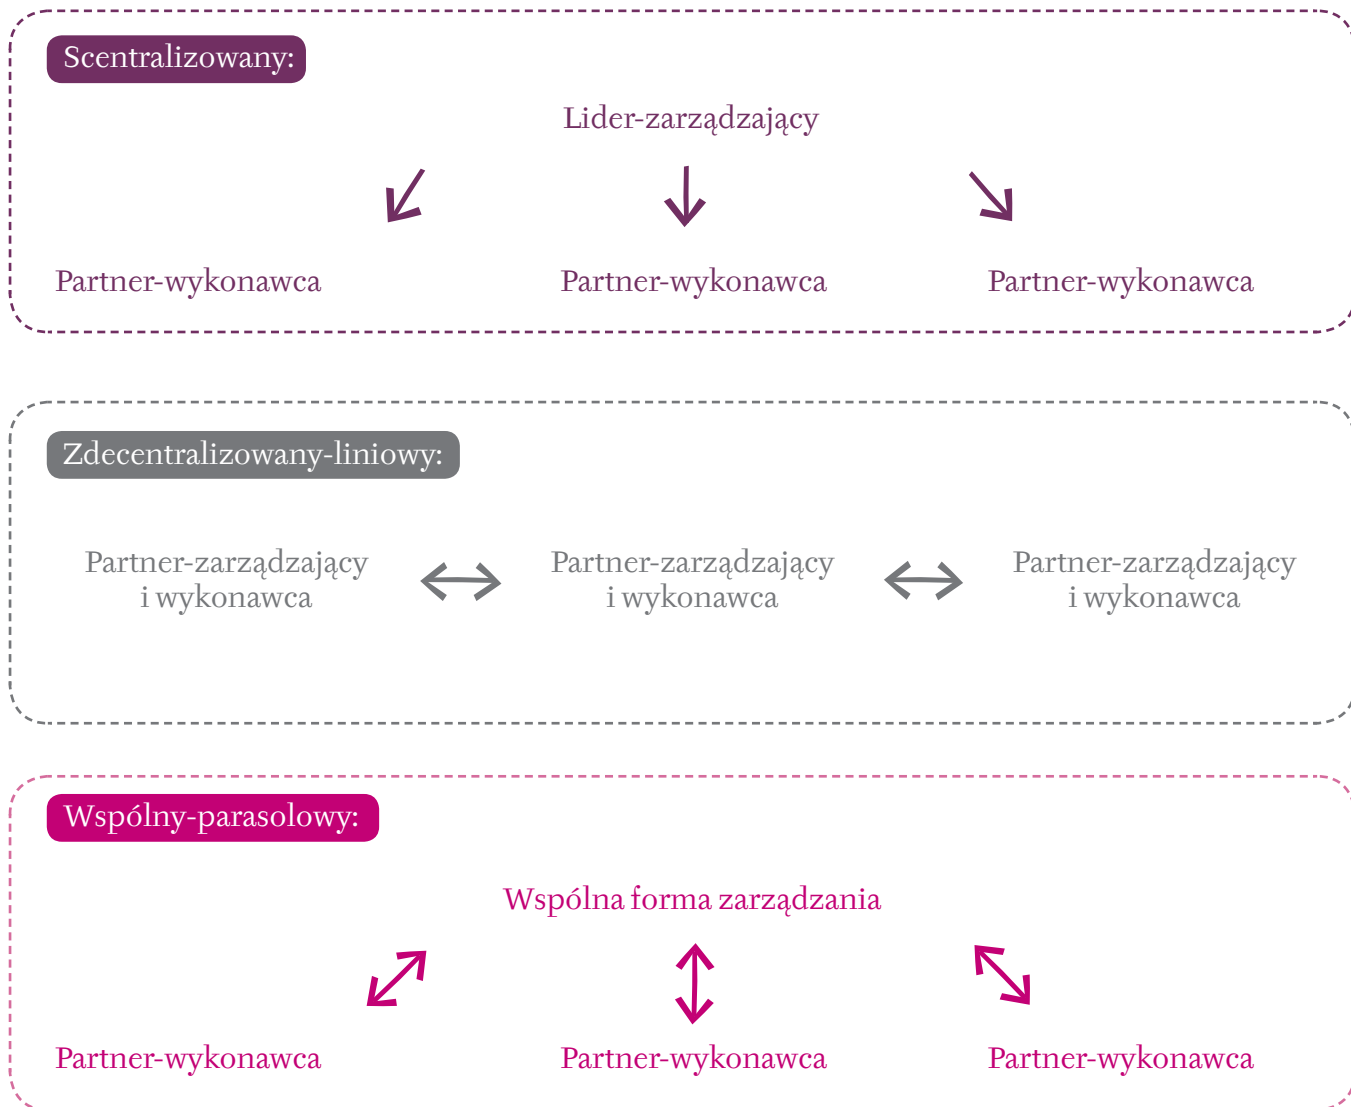 Scentralizowany:
Lider-zarządzający
Partner-wykonawca
Partner-wykonawca
Partner-wykonawca
Zdecentralizowany-liniowy:
Partner-zarządzający
i wykonawca
Partner-zarządzający
i wykonawca
Partner-zarządzający
i wykonawca
Wspólny-parasolowy:
Wspólna forma zarządzania
Partner-wykonawca
Partner-wykonawca
Partner-wykonawca